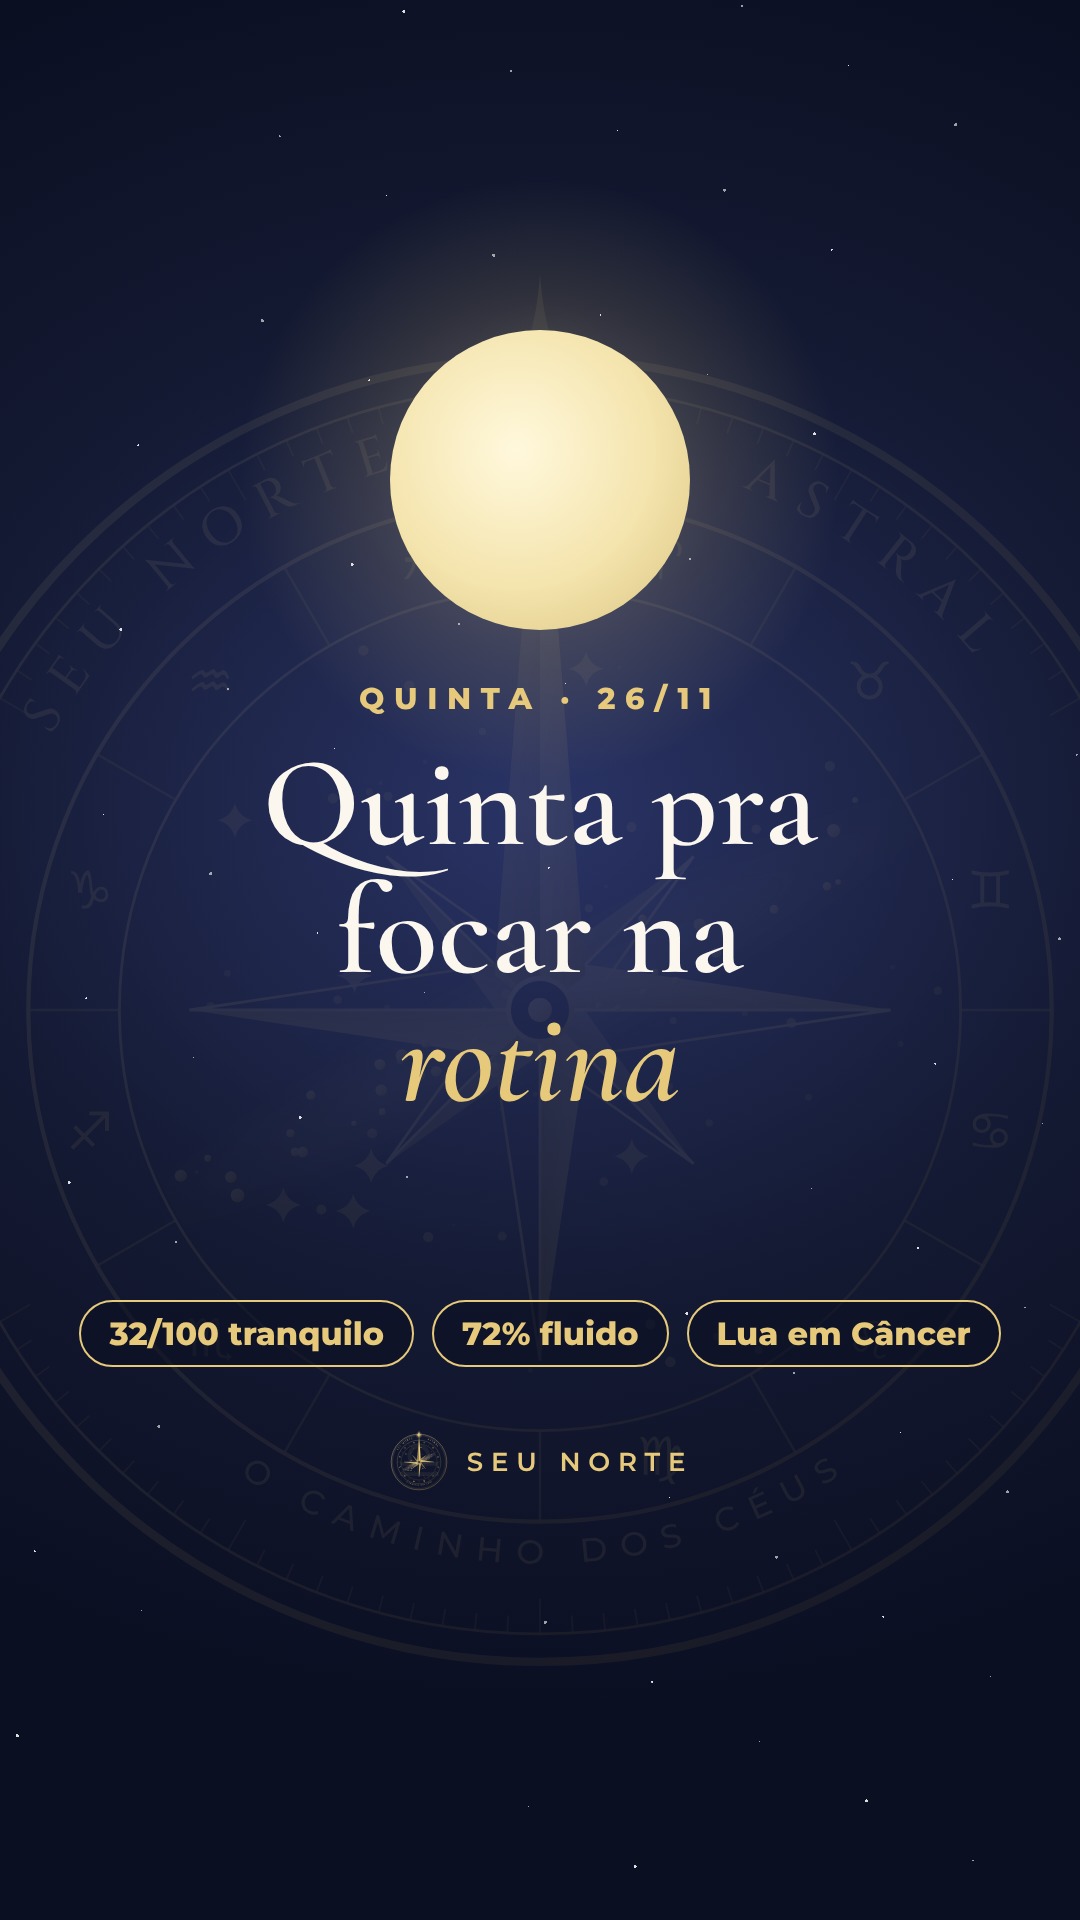 SEU NORTE ASTRAL
QUINTA · 26/11
Quinta pra
focar na
rotina
32/100 tranquilo
72% fluido
Lua em Câncer
SEU NORTE
O CAMINHO DOS CÉUS